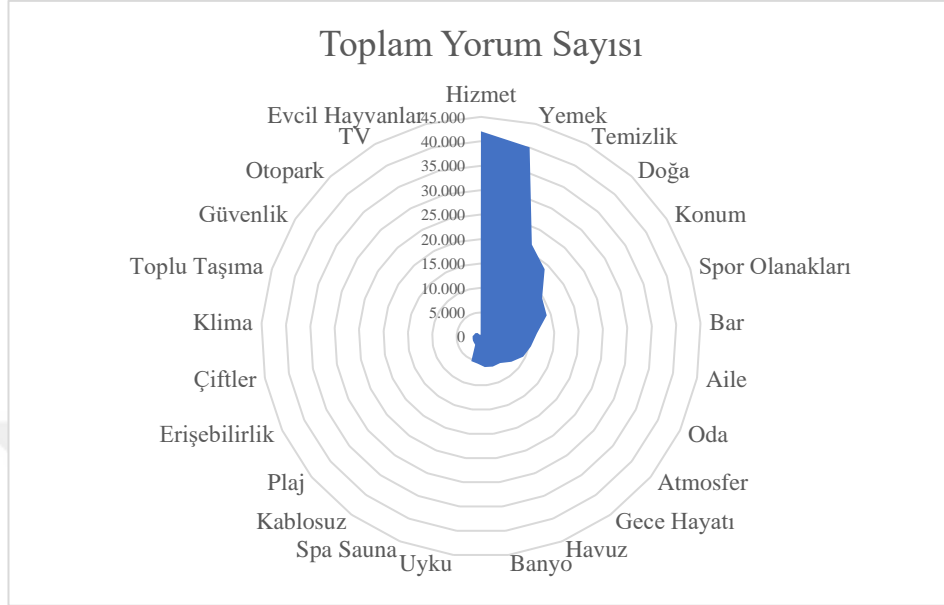 Toplam Yorum Sayısı
Hizmet
Yemek
Temizlik
Doğa
Konum
Spor Olanakları
Bar
Aile
Oda
Atmosfer
Gece Hayatı
Havuz
Banyo
Uyku
Spa Sauna
Kablosuz
Plaj
Erişebilirlik
Çiftler
Klima
Toplu Taşıma
Güvenlik
Otopark
TV
Evcil Hayvanlar
45.000
40.000
35.000
30.000
25.000
20.000
15.000
10.000
5.000
0